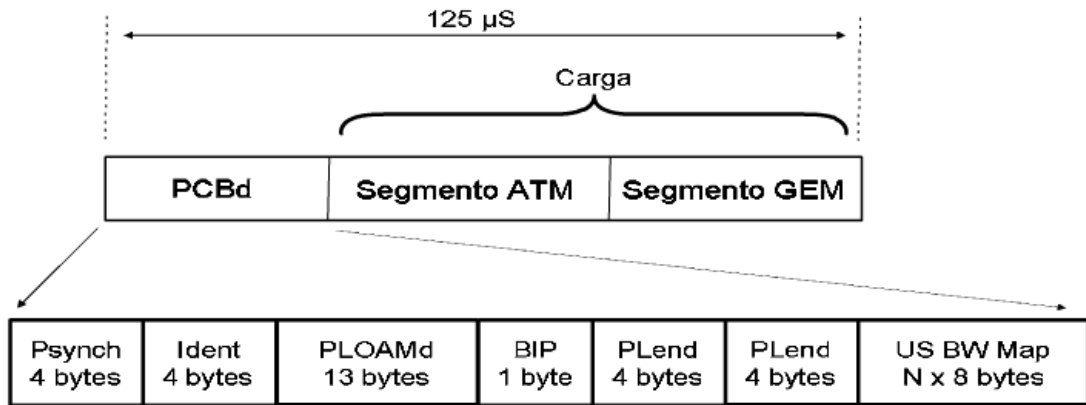 125 µS
Carga
PCBd
Segmento ATM
Segmento GEM
Psynch
4 bytes
Ident
4 bytes
PLOAMd
13 bytes
BIP
1 byte
PLend
4 bytes
PLend
4 bytes
US BW Map
N x 8 bytes